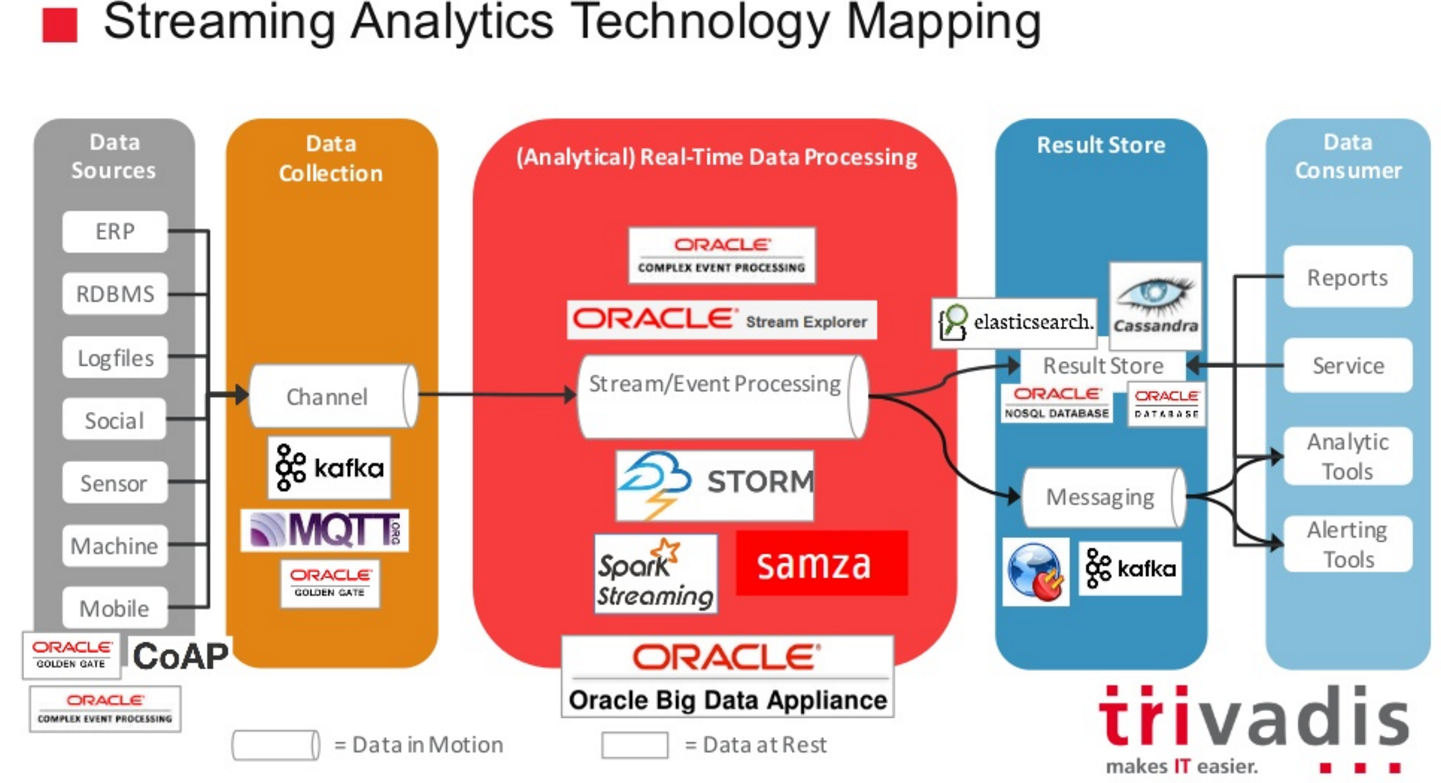 Streaming Analytics Technology Mapping
Data
Sources
ERP
RDBMS
Logfiles
Social
Sensor
Machine
Mobile
ORACLE®
GOLDEN GATE
CoAP
ORACLE®
COMPLEX EVENT PROCESSING
Data
Collection
Channel
kafka
MQTT.ORG
ORACLE®
GOLDEN GATE
(Analytical) Real-Time Data Processing
ORACLE®
COMPLEX EVENT PROCESSING
ORACLE® Stream Explorer
Stream/Event Processing
STORM
Spark
Streaming
samza
ORACLE®
Oracle Big Data Appliance
Result Store
elasticsearch.
Cassandra
Result Store
ORACLE®
NOSQL DATABASE
ORACLE®
DATABASE
Messaging
kafka
Data
Consumer
Reports
Service
Analytic
Tools
Alerting
Tools
= Data in Motion
= Data at Rest
trivadis
makes IT easier.